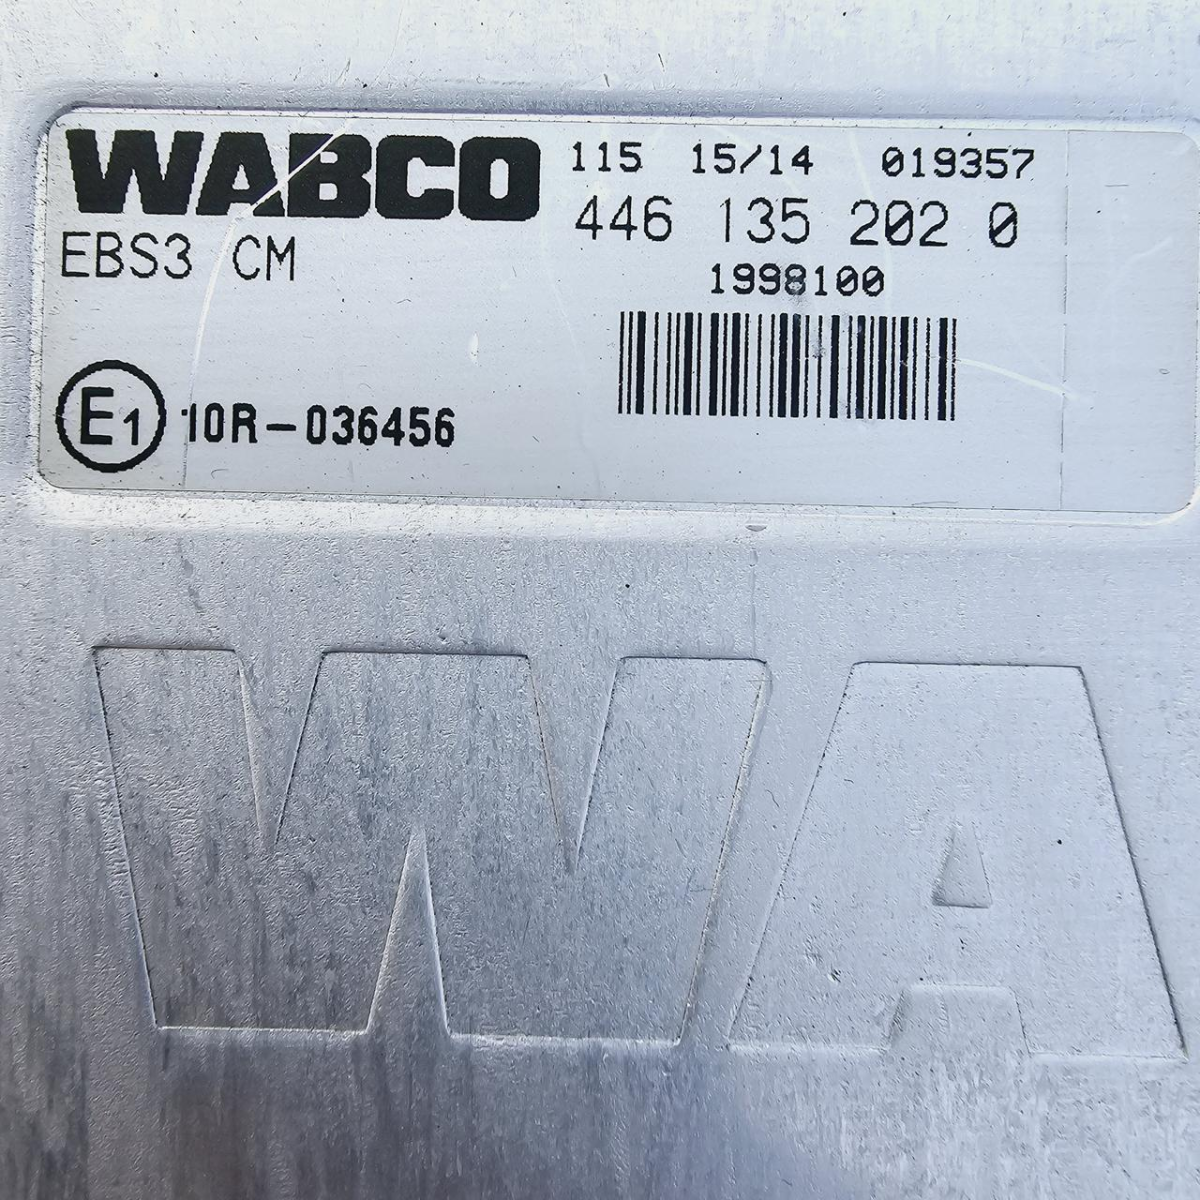 WABCO 115 15/14 019357
446 135 202 0
EBS3 CM
1998100
E1 10R-036456
WA